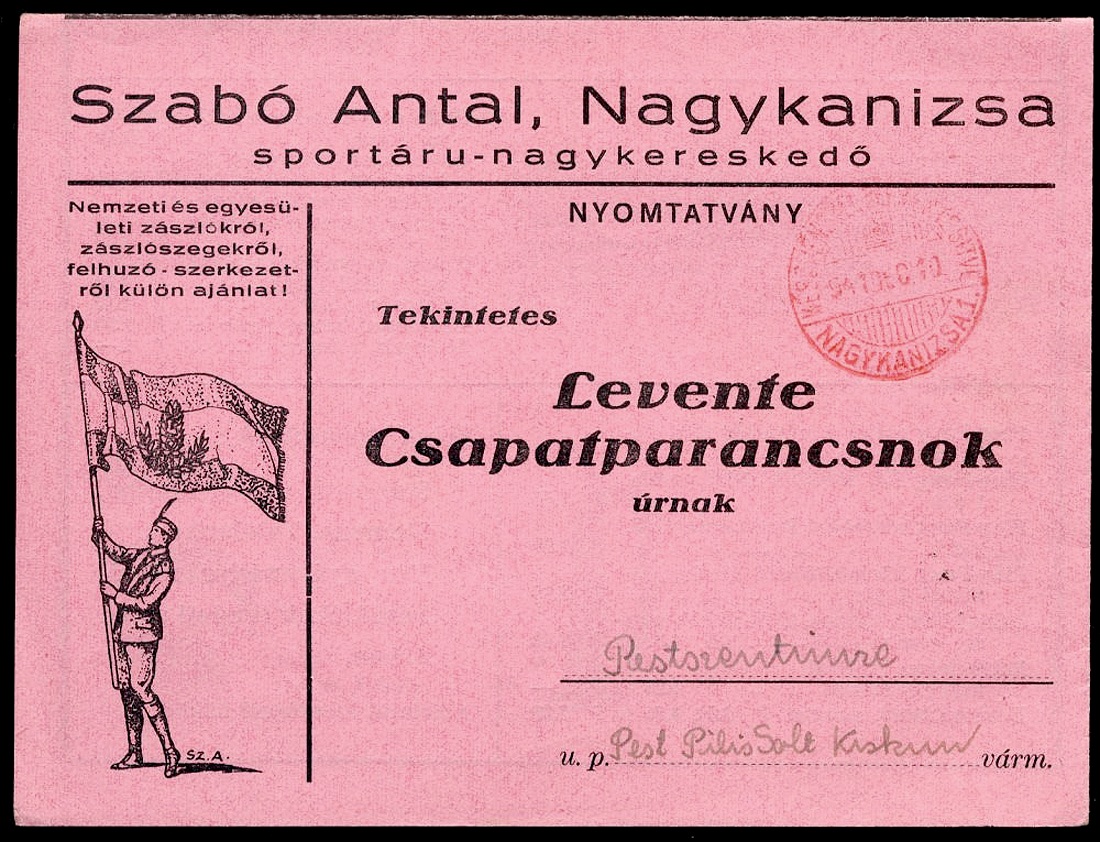 Szabó Antal, Nagykanizsa
sportáru-nagykereskedő
Nemzeti és egyesü-
leti zászlókról,
zászlószegekről,
felhuzó-szerkezet-
ről külön ajánlat!
SZ.A.
NYOMTATVÁNY
NAGYKANIZSA 1.
Tekintetes
Levente
Csapatparancsnok
úrnak
Pestszentimre
u. p. Pest Pilis Solt Kiskun várm.